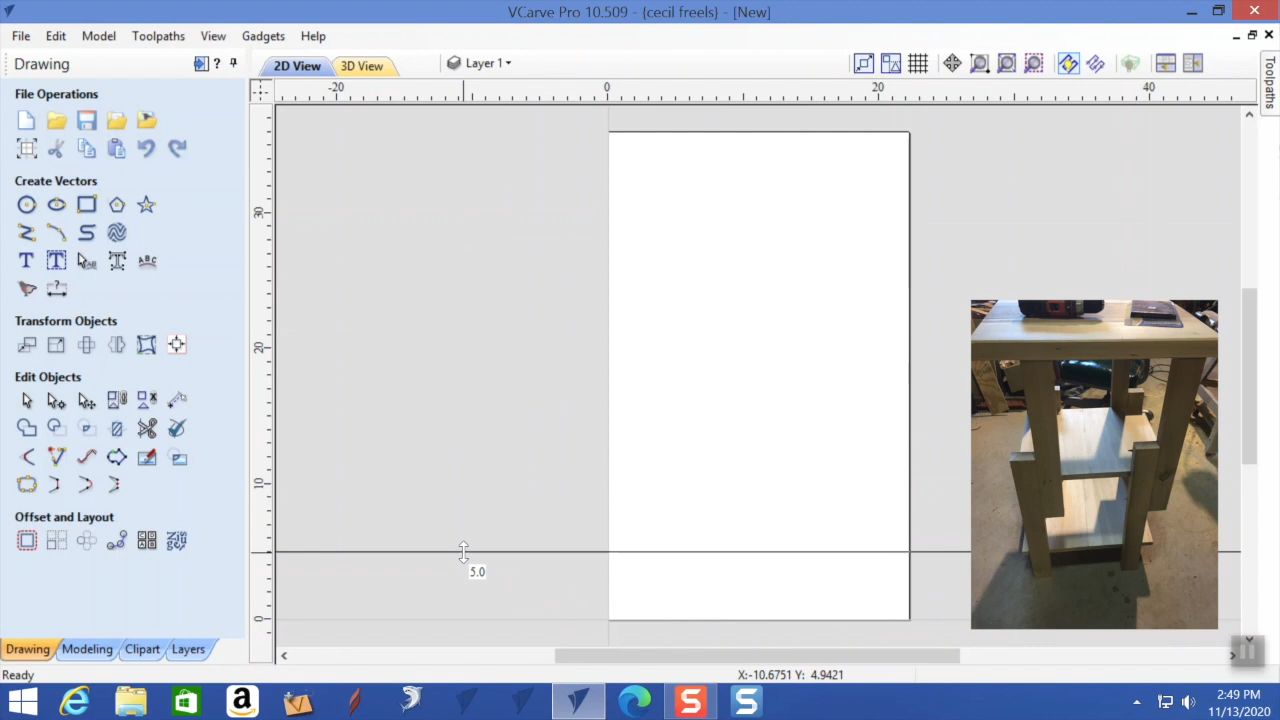 VCarve Pro 10.509 - {cecil freels} - [New]
File Edit Model Toolpaths View Gadgets Help
Drawing
2D View 3D View Layer 1
Toolpaths
-20 0 20 40
File Operations
Create Vectors
Transform Objects
Edit Objects
Offset and Layout
30
20
10
0
5.0
Drawing Modeling Clipart Layers
Ready
X:-10.6751 Y: 4.9421
2:49 PM
11/13/2020